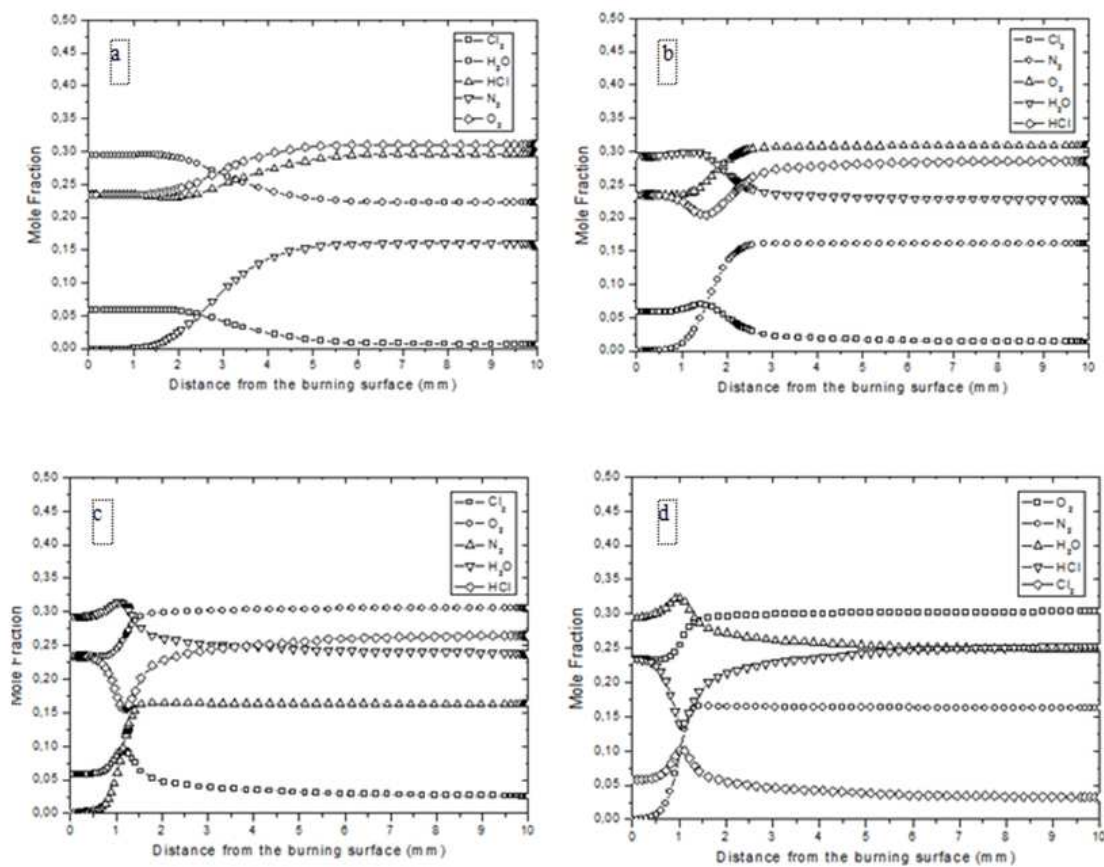 a
Cl₂
H₂O
HCl
N₂
O₂
0,50
0,45
0,40
0,35
0,30
0,25
0,20
0,15
0,10
0,05
0,00
Mole Fraction
0 1 2 3 4 5 6 7 8 9 10
Distance from the burning surface (mm)
b
Cl₂
N₂
O₂
H₂O
HCl
0,50
0,45
0,40
0,35
0,30
0,25
0,20
0,15
0,10
0,05
0,00
Mole Fraction
0 1 2 3 4 5 6 7 8 9 10
Distance from the burning surface (mm)
c
Cl₂
O₂
N₂
H₂O
HCl
0,50
0,45
0,40
0,35
0,30
0,25
0,20
0,15
0,10
0,05
0,00
Mole Fraction
0 1 2 3 4 5 6 7 8 9 10
Distance from the burning surface (mm)
d
O₂
N₂
H₂O
HCl
Cl₂
0,50
0,45
0,40
0,35
0,30
0,25
0,20
0,15
0,10
0,05
0,00
Mole Fraction
0 1 2 3 4 5 6 7 8 9 10
Distance from the burning surface (mm)